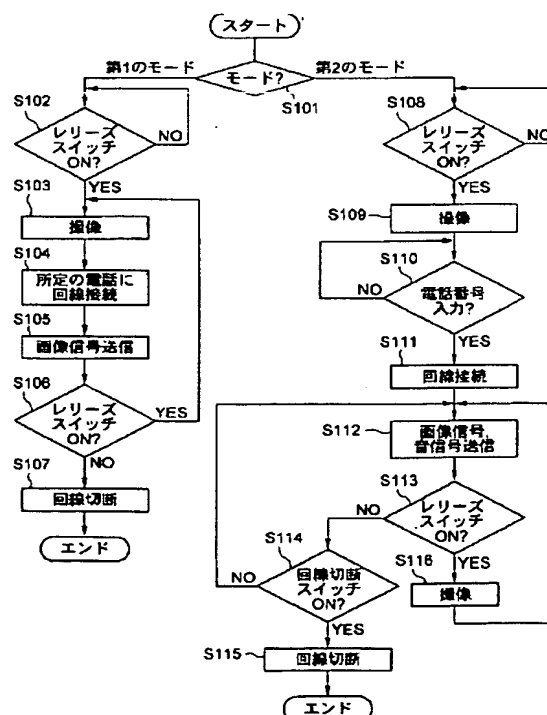 スタート
第1のモード
モード?
第2のモード
S101
S102
レリーズ
スイッチ
ON?
NO
YES
S103
撮像
S104
所定の電話に
回線接続
S105
画像信号送信
S106
レリーズ
スイッチ
ON?
YES
NO
S107
回線切断
エンド
S108
レリーズ
スイッチ
ON?
NO
YES
S109
撮像
S110
NO
電話番号
入力?
YES
S111
回線接続
S112
画像信号,
音信号送信
S113
NO
レリーズ
スイッチ
ON?
YES
S116
撮像
S114
NO
回線切断
スイッチ
ON?
YES
S115
回線切断
エンド